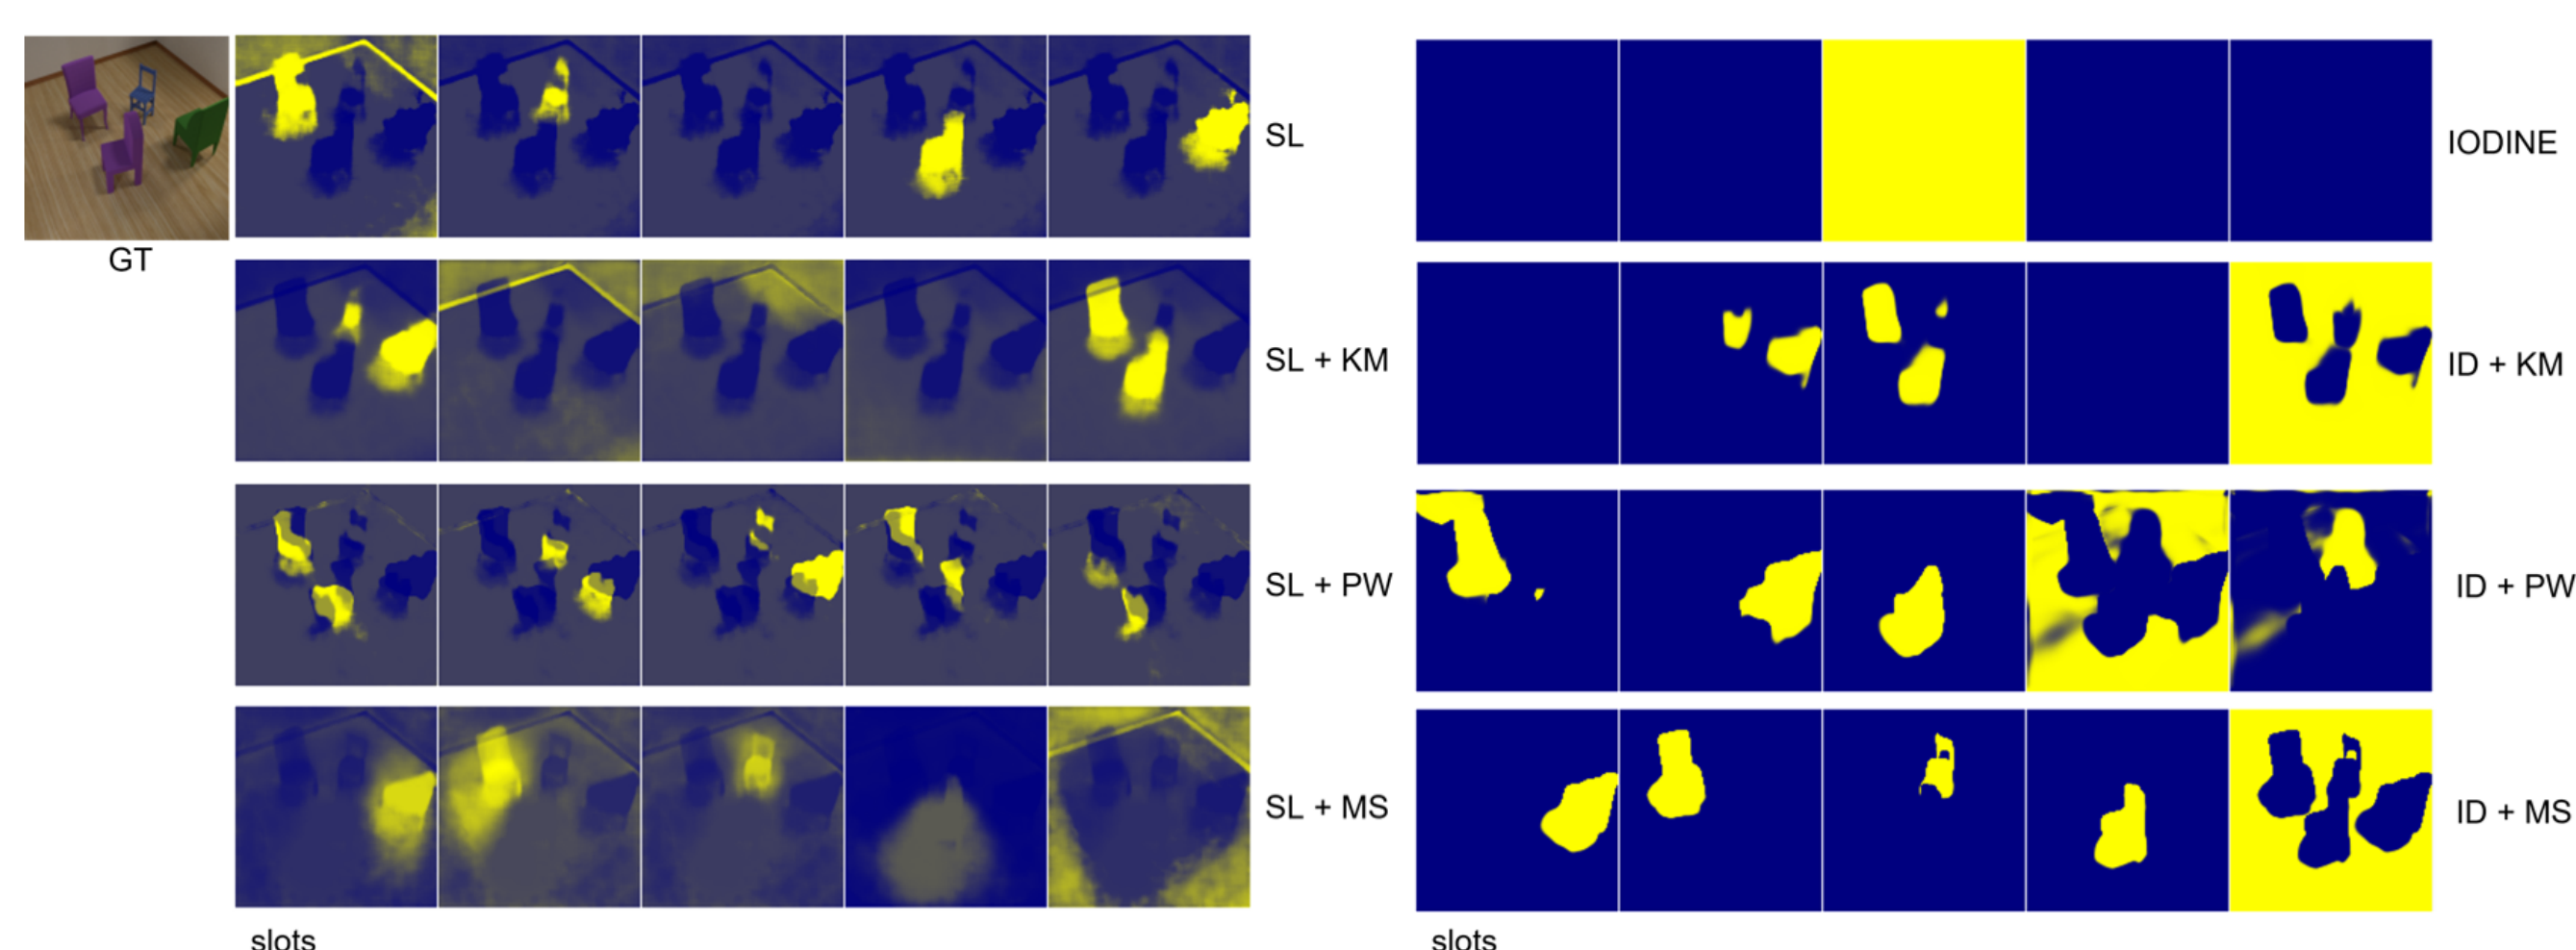 SL
IODINE
GT
SL + KM
ID + KM
SL + PW
ID + PW
SL + MS
ID + MS
slots
slots